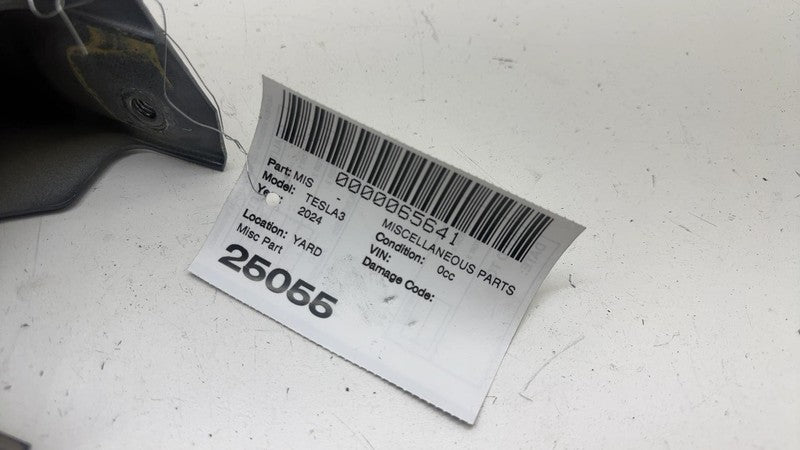 0000065641
Part: MIS - MISCELLANEOUS PARTS
Model: TESLA3 Condition: 0cc
Year: 2024 VIN:
Damage Code:
Location: YARD
Misc Part
25055